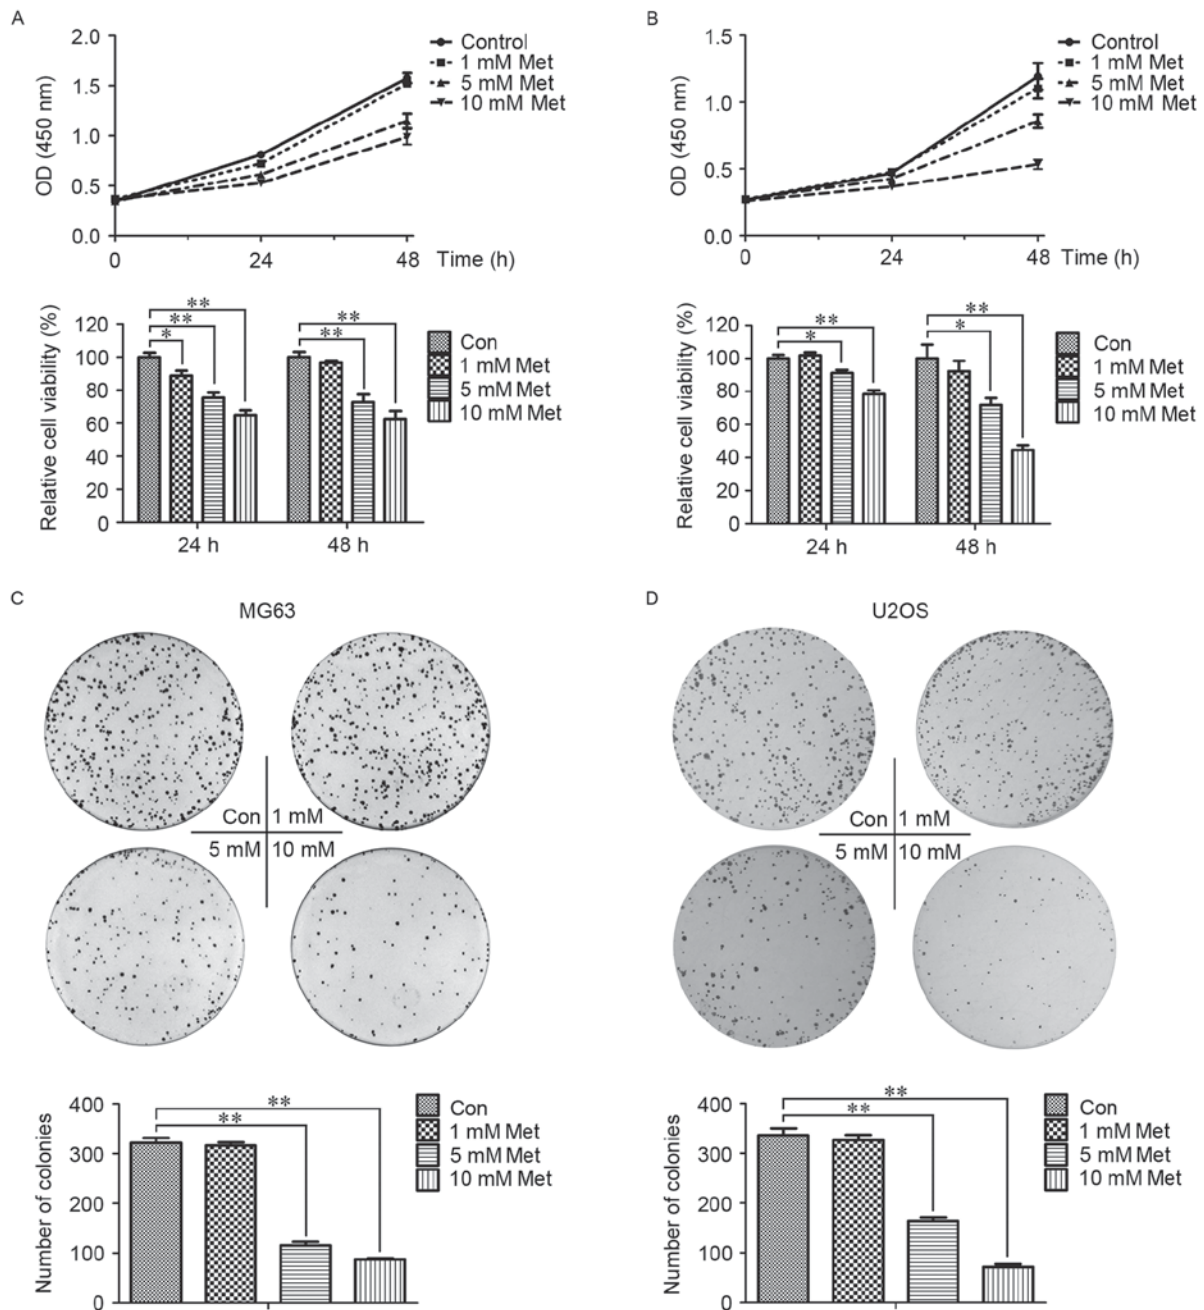 A
2.0
1.5
1.0
0.5
0.0
OD (450 nm)
0
24
48
Time (h)
Control
1 mM Met
5 mM Met
10 mM Met
B
1.5
1.0
0.5
0.0
OD (450 nm)
0
24
48
Time (h)
Control
1 mM Met
5 mM Met
10 mM Met
Relative cell viability (%)
120
100
80
60
40
20
0
**
**
*
**
**
24 h
48 h
Con
1 mM Met
5 mM Met
10 mM Met
Relative cell viability (%)
120
100
80
60
40
20
0
**
*
**
*
24 h
48 h
Con
1 mM Met
5 mM Met
10 mM Met
C
MG63
Con
1 mM
5 mM
10 mM
D
U2OS
Con
1 mM
5 mM
10 mM
Number of colonies
400
300
200
100
0
**
**
Con
1 mM Met
5 mM Met
10 mM Met
Number of colonies
400
300
200
100
0
**
**
Con
1 mM Met
5 mM Met
10 mM Met